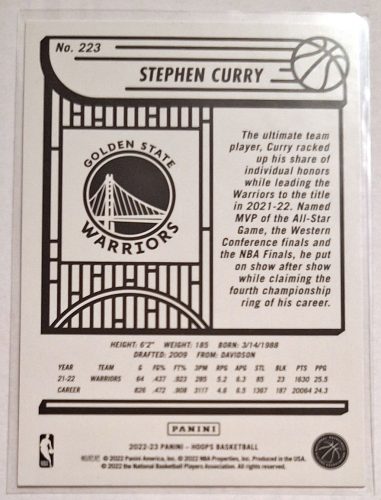 No. 223
STEPHEN CURRY
GOLDEN STATE
WARRIORS
The ultimate team
player, Curry racked
up his share of
individual honors
while leading the
Warriors to the title
in 2021-22. Named
MVP of the All-Star
Game, the Western
Conference finals and
the NBA Finals, he put
on show after show
while claiming the
fourth championship
ring of his career.
HEIGHT: 6'2" WEIGHT: 185 BORN: 3/14/1988
DRAFTED: 2009 FROM: DAVIDSON
YEAR TEAM G FG% FT% 3PM RPG APG STL BLK PTS PPG
21-22 WARRIORS 64 .437 .923 285 5.2 6.3 85 23 1630 25.5
CAREER 826 .473 .908 3117 4.6 6.5 1367 187 20064 24.3
PANINI
2022-23 PANINI - HOOPS BASKETBALL
© 2022 Panini America, Inc. © 2022 NBA Properties, Inc. Produced in the USA.
© 2022 the National Basketball Players Association. All rights reserved.